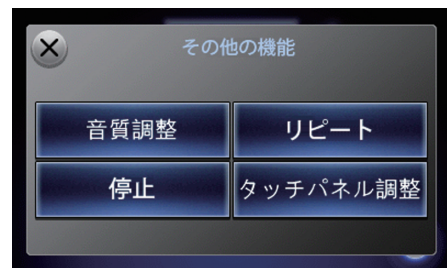 その他の機能
音質調整
リピート
停止
タッチパネル調整